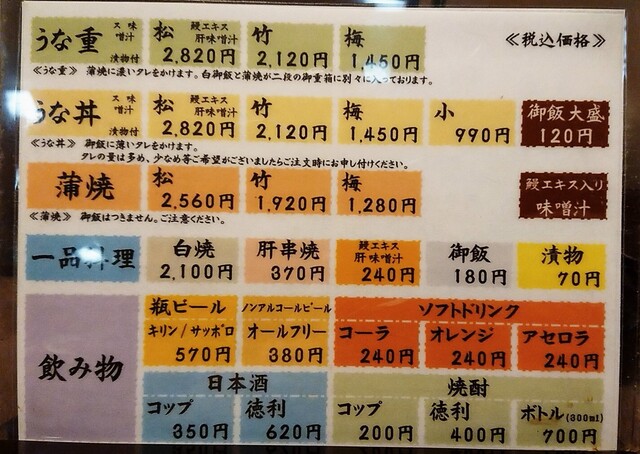 うな重 味噌汁 漬物付 松 鰻エキス 肝味噌汁 2,820円 竹 2,120円 梅 1,450円 ≪税込価格≫
≪うな重≫ 蒲焼に濃いタレをかけます。白御飯と蒲焼が二段の御重箱に別々に入っております。
うな丼 味噌汁 漬物付 松 鰻エキス 肝味噌汁 2,820円 竹 2,120円 梅 1,450円 小 990円 御飯大盛 120円
≪うな丼≫ 御飯に薄いタレをかけます。
タレの量は多め、少なめ等ご希望がございましたらご注文時にお申し付けください。
蒲焼 松 2,560円 竹 1,920円 梅 1,280円 鰻エキス入り 味噌汁
≪蒲焼≫ 御飯はつきません。ご注意ください。
一品料理 白焼 2,100円 肝串焼 370円 鰻エキス 肝味噌汁 240円 御飯 180円 漬物 70円
飲み物
瓶ビール ノンアルコールビール ソフトドリンク
キリン/サッポロ オールフリー コーラ オレンジ アセロラ
570円 380円 240円 240円 240円
日本酒 焼酎
コップ 徳利 コップ 徳利 ボトル(300ml)
350円 620円 200円 400円 700円